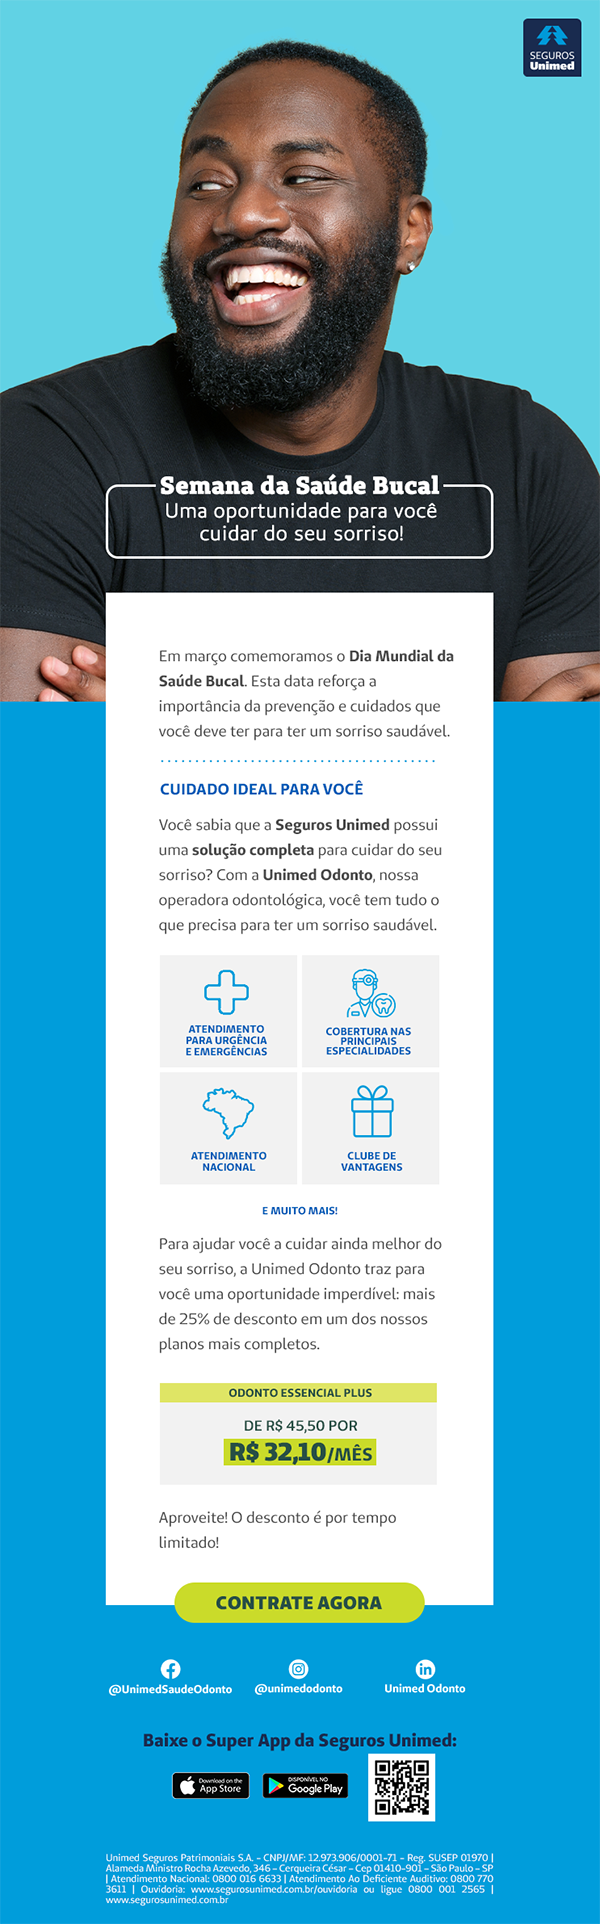 SEGUROS
Unimed
Semana da Saúde Bucal
Uma oportunidade para você
cuidar do seu sorriso!
Em março comemoramos o Dia Mundial da
Saúde Bucal. Esta data reforça a
importância da prevenção e cuidados que
você deve ter para ter um sorriso saudável.
CUIDADO IDEAL PARA VOCÊ
Você sabia que a Seguros Unimed possui
uma solução completa para cuidar do seu
sorriso? Com a Unimed Odonto, nossa
operadora odontológica, você tem tudo o
que precisa para ter um sorriso saudável.
ATENDIMENTO
PARA URGÊNCIA
E EMERGÊNCIAS
COBERTURA NAS
PRINCIPAIS
ESPECIALIDADES
ATENDIMENTO
NACIONAL
CLUBE DE
VANTAGENS
E MUITO MAIS!
Para ajudar você a cuidar ainda melhor do
seu sorriso, a Unimed Odonto traz para
você uma oportunidade imperdível: mais
de 25% de desconto em um dos nossos
planos mais completos.
ODONTO ESSENCIAL PLUS
DE R$ 45,50 POR
R$ 32,10/MÊS
Aproveite! O desconto é por tempo
limitado!
CONTRATE AGORA
@UnimedSaudeOdonto
@unimedodonto
Unimed Odonto
Baixe o Super App da Seguros Unimed:
Download on the
App Store
DISPONÍVEL NO
Google Play
Unimed Seguros Patrimoniais S.A. - CNPJ/MF: 12.973.906/0001-71 - Reg. SUSEP 01970 |
Alameda Ministro Rocha Azevedo, 346 - Cerqueira César - Cep 01410-901 - São Paulo - SP
| Atendimento Nacional: 0800 016 6633 | Atendimento Ao Deficiente Auditivo: 0800 770
3611 | Ouvidoria: www.segurosunimed.com.br/ouvidoria ou ligue 0800 001 2565 |
www.segurosunimed.com.br